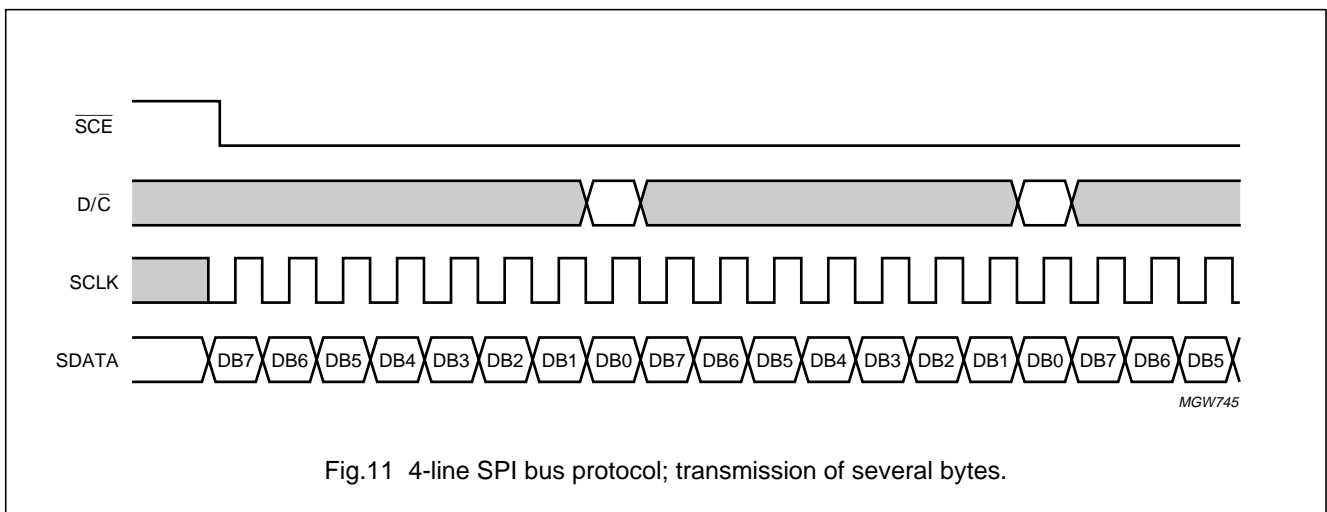 S̅C̅E̅
D/C̅
SCLK
SDATA DB7 DB6 DB5 DB4 DB3 DB2 DB1 DB0 DB7 DB6 DB5 DB4 DB3 DB2 DB1 DB0 DB7 DB6 DB5
MGW745
Fig.11 4-line SPI bus protocol; transmission of several bytes.